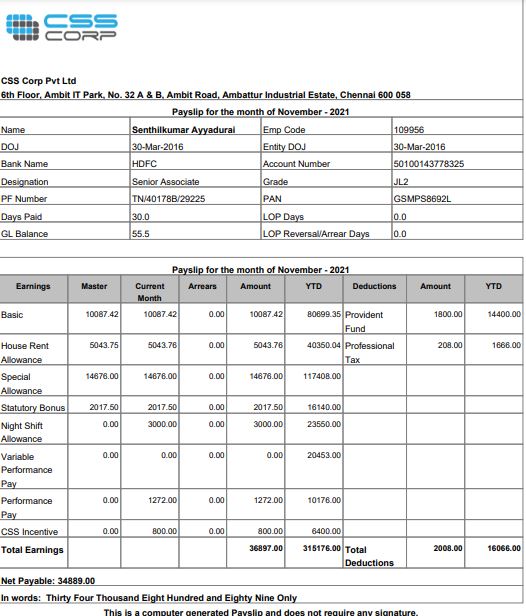 CSS
CORP
CSS Corp Pvt Ltd
6th Floor, Ambit IT Park, No. 32 A & B, Ambit Road, Ambattur Industrial Estate, Chennai 600 058
Payslip for the month of November - 2021
Name Senthilkumar Ayyadurai Emp Code 109956
DOJ 30-Mar-2016 Entity DOJ 30-Mar-2016
Bank Name HDFC Account Number 50100143778325
Designation Senior Associate Grade JL2
PF Number TN/40178B/29225 PAN GSMPS8692L
Days Paid 30.0 LOP Days 0.0
GL Balance 55.5 LOP Reversal/Arrear Days 0.0
Payslip for the month of November - 2021
Earnings Master Current Month Arrears Amount YTD Deductions Amount YTD
Basic 10087.42 10087.42 0.00 10087.42 80699.35 Provident Fund 1800.00 14400.00
House Rent Allowance 5043.75 5043.76 0.00 5043.76 40350.04 Professional Tax 208.00 1666.00
Special Allowance 14676.00 14676.00 0.00 14676.00 117408.00
Statutory Bonus 2017.50 2017.50 0.00 2017.50 16140.00
Night Shift Allowance 0.00 3000.00 0.00 3000.00 23550.00
Variable Performance Pay 0.00 0.00 0.00 0.00 20453.00
Performance Pay 0.00 1272.00 0.00 1272.00 10176.00
CSS Incentive 0.00 800.00 0.00 800.00 6400.00
Total Earnings 36897.00 315176.00 Total Deductions 2008.00 16066.00
Net Payable: 34889.00
In words: Thirty Four Thousand Eight Hundred and Eighty Nine Only
This is a computer generated Payslip and does not require any signature.